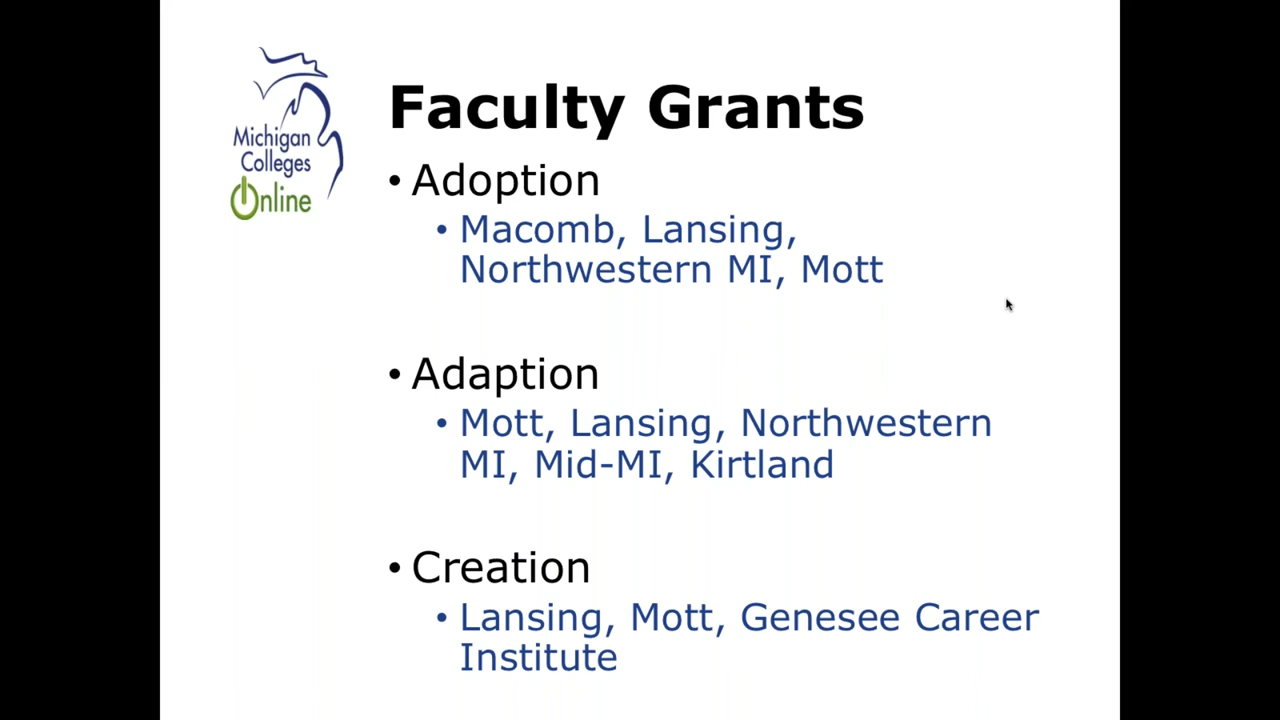 Michigan
Colleges
Online
Faculty Grants
• Adoption
• Macomb, Lansing,
Northwestern MI, Mott
• Adaption
• Mott, Lansing, Northwestern
MI, Mid-MI, Kirtland
• Creation
• Lansing, Mott, Genesee Career
Institute